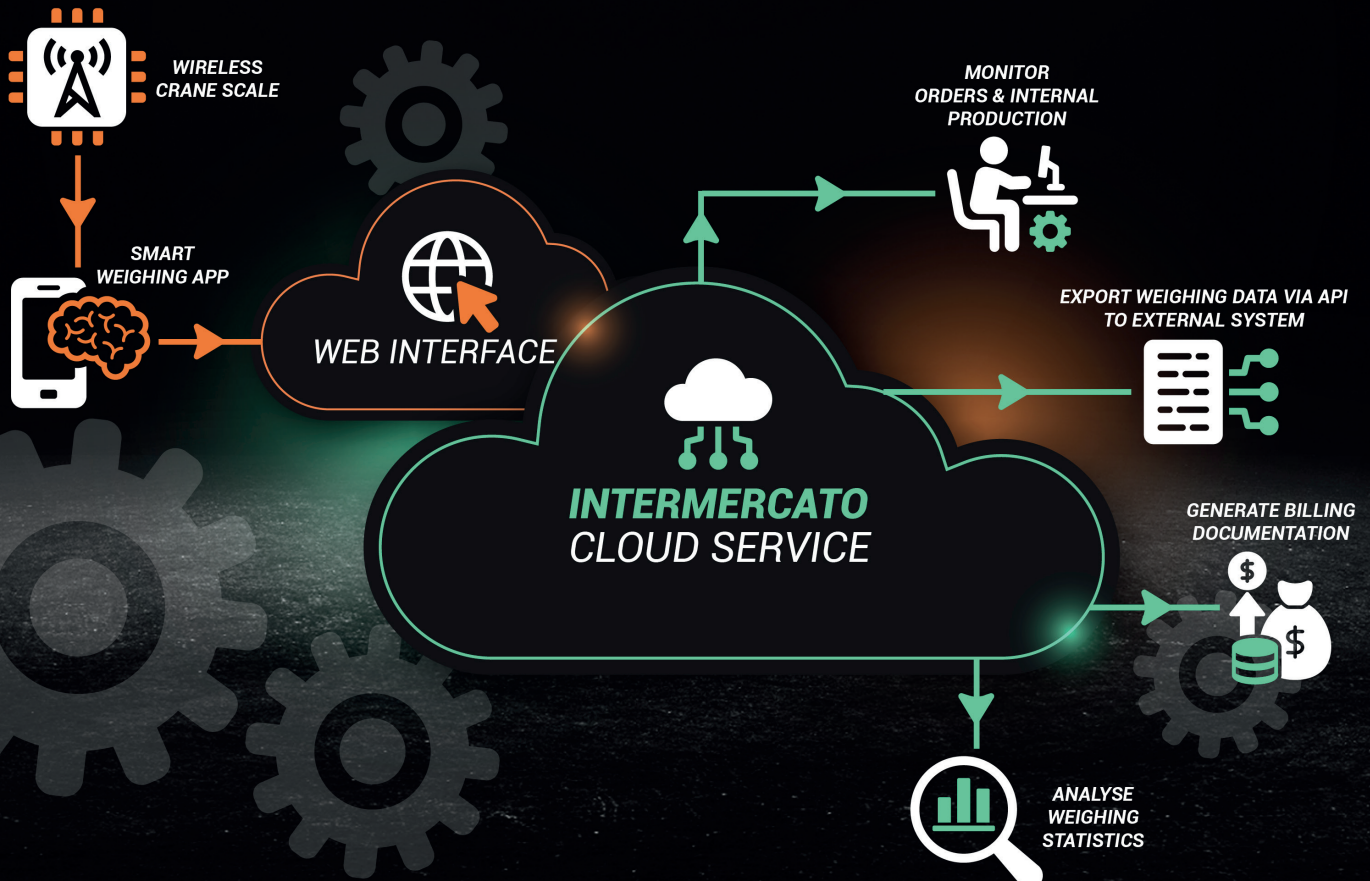 WIRELESS
CRANE SCALE
SMART
WEIGHING APP
WEB INTERFACE
INTERMERCATO
CLOUD SERVICE
MONITOR
ORDERS & INTERNAL
PRODUCTION
EXPORT WEIGHING DATA VIA API
TO EXTERNAL SYSTEM
GENERATE BILLING
DOCUMENTATION
$
$
ANALYSE
WEIGHING
STATISTICS